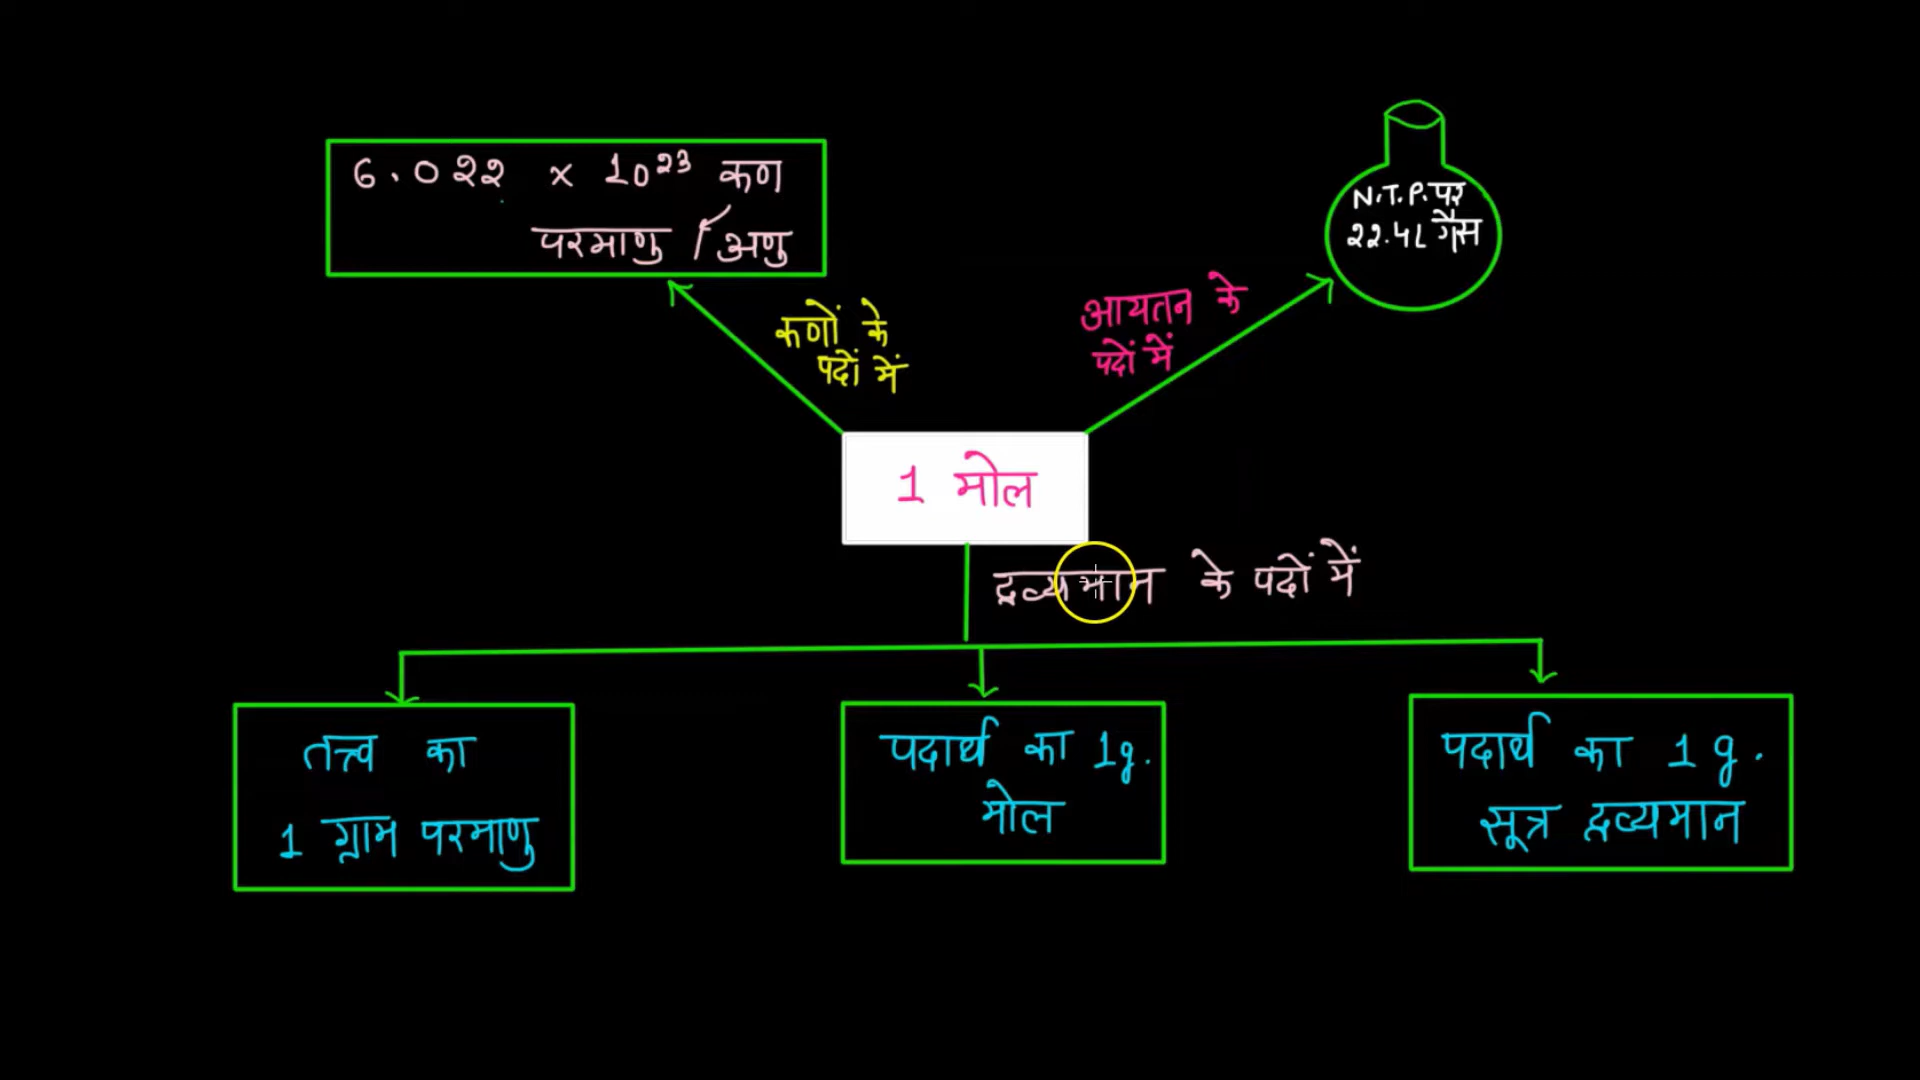 6.022 x 10²³ कण
परमाणु / अणु
N.T.P. पर
22.4L गैस
कणों के
पदों में
आयतन के
पदों में
1 मोल
द्रव्यमान के पदों में
तत्त्व का
1 ग्राम परमाणु
पदार्थ का 1g.
मोल
पदार्थ का 1 g.
सूत्र द्रव्यमान